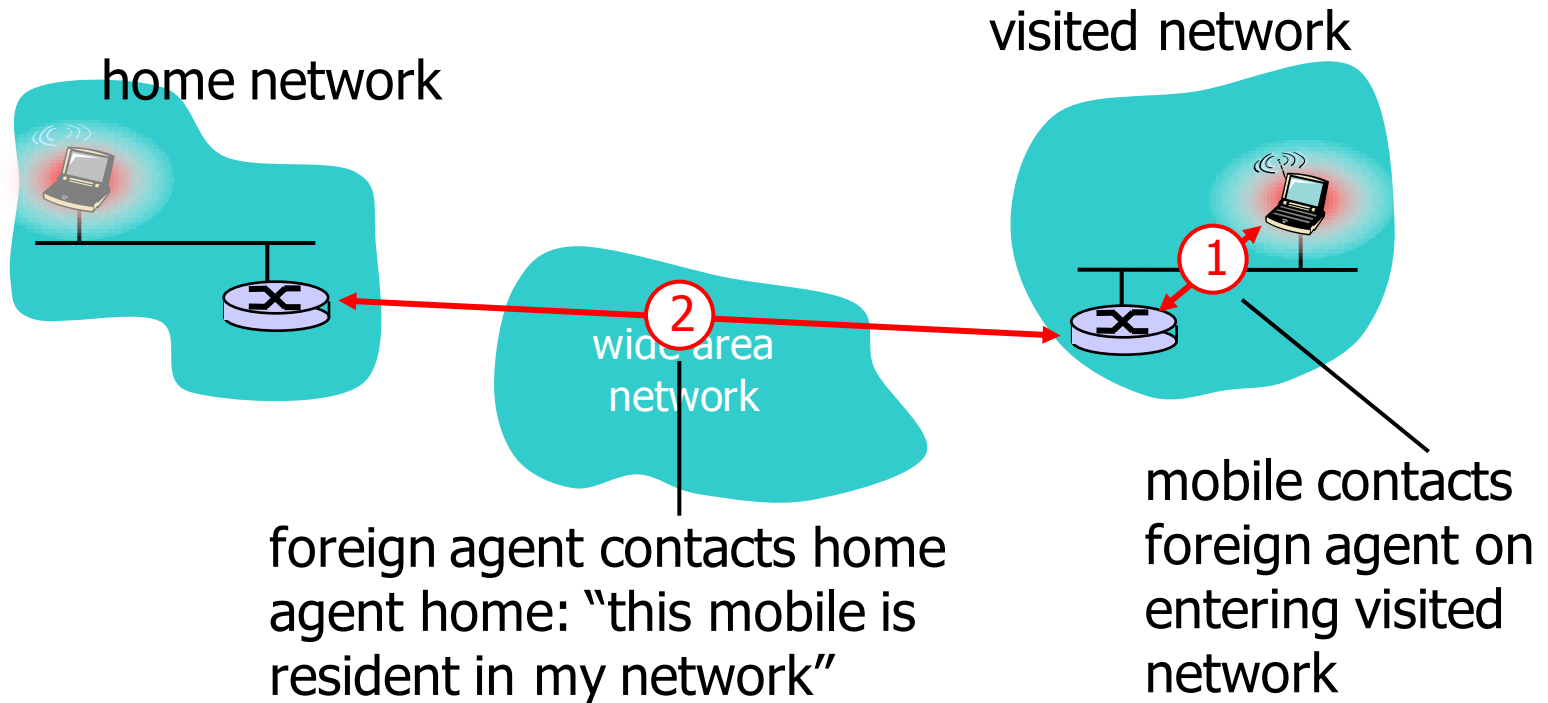 visited network
home network
1
2
wide area
network
foreign agent contacts home
agent home: “this mobile is
resident in my network”
mobile contacts
foreign agent on
entering visited
network